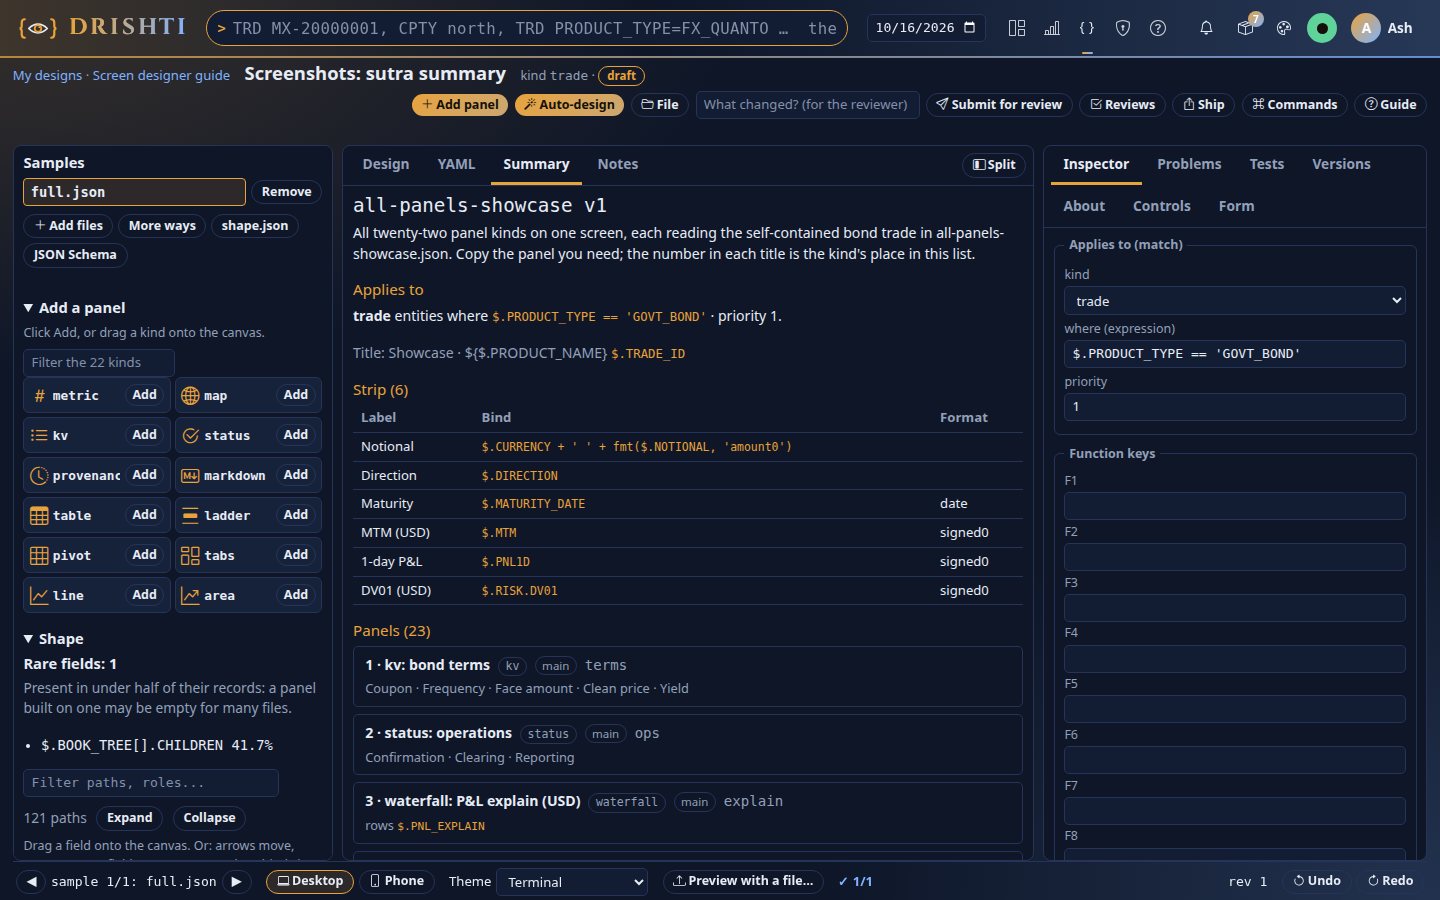 DRISHTI
> TRD MX-20000001, CPTY north, TRD PRODUCT_TYPE=FX_QUANTO … the
10/16/2026
7
A Ash
My designs · Screen designer guide
Screenshots: sutra summary
kind trade · draft
Add panel
Auto-design
File
What changed? (for the reviewer)
Submit for review
Reviews
Ship
Commands
Guide
Samples
full.json
Remove
Add files
More ways
shape.json
JSON Schema
Add a panel
Click Add, or drag a kind onto the canvas.
Filter the 22 kinds
metric Add
map Add
kv Add
status Add
provenanc Add
markdown Add
table Add
ladder Add
pivot Add
tabs Add
line Add
area Add
Shape
Rare fields: 1
Present in under half of their records: a panel
built on one may be empty for many files.
• $.BOOK_TREE[].CHILDREN 41.7%
Filter paths, roles...
121 paths
Expand
Collapse
Drag a field onto the canvas. Or: arrows move,
Design
YAML
Summary
Notes
Split
all-panels-showcase v1
All twenty-two panel kinds on one screen, each reading the self-contained bond trade in all-panels-
showcase.json. Copy the panel you need; the number in each title is the kind's place in this list.
Applies to
trade entities where $.PRODUCT_TYPE == 'GOVT_BOND' · priority 1.
Title: Showcase · ${$.PRODUCT_NAME} $.TRADE_ID
Strip (6)
Label Bind Format
Notional $.CURRENCY + ' ' + fmt($.NOTIONAL, 'amount0')
Direction $.DIRECTION
Maturity $.MATURITY_DATE date
MTM (USD) $.MTM signed0
1-day P&L $.PNL1D signed0
DV01 (USD) $.RISK.DV01 signed0
Panels (23)
1 · kv: bond terms kv main terms
Coupon · Frequency · Face amount · Clean price · Yield
2 · status: operations status main ops
Confirmation · Clearing · Reporting
3 · waterfall: P&L explain (USD) waterfall main explain
rows $.PNL_EXPLAIN
Inspector
Problems
Tests
Versions
About
Controls
Form
Applies to (match)
kind
trade
where (expression)
$.PRODUCT_TYPE == 'GOVT_BOND'
priority
1
Function keys
F1
F2
F3
F4
F5
F6
F7
F8
◀ sample 1/1: full.json ▶
Desktop
Phone
Theme
Terminal
Preview with a file...
✓ 1/1
rev 1
Undo
Redo